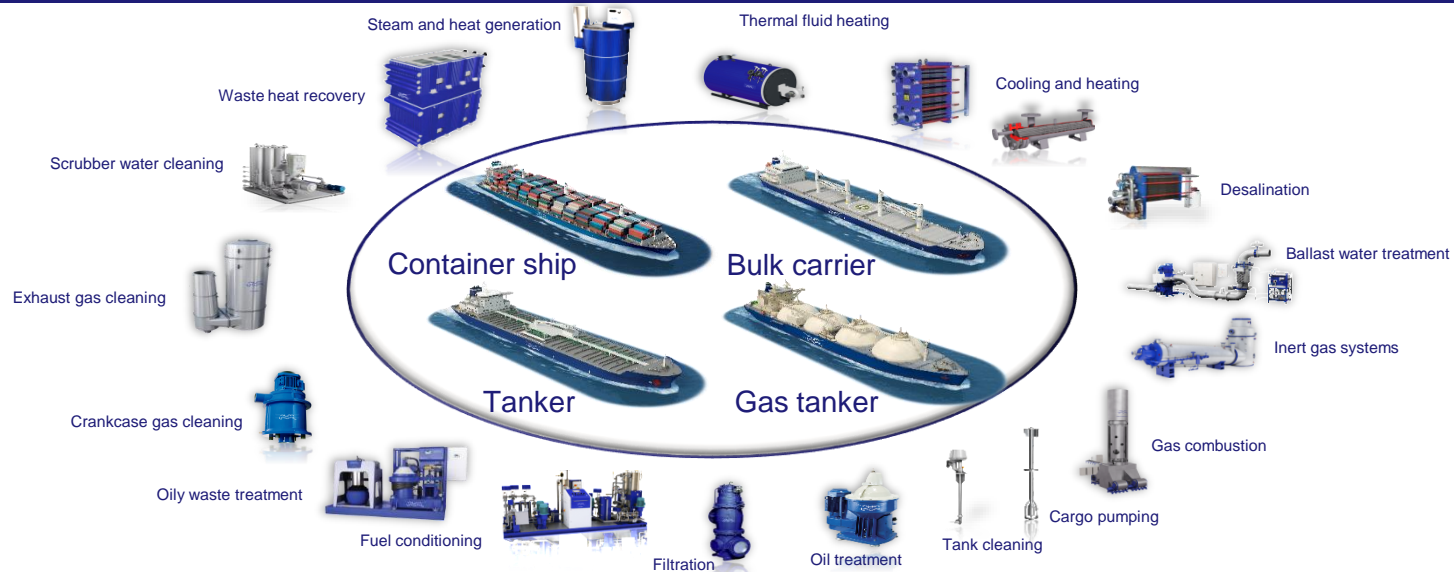 Steam and heat generation
Thermal fluid heating
Waste heat recovery
Cooling and heating
Scrubber water cleaning
Desalination
Container ship
Bulk carrier
Ballast water treatment
Exhaust gas cleaning
Inert gas systems
Tanker
Gas tanker
Crankcase gas cleaning
Gas combustion
Oily waste treatment
Cargo pumping
Fuel conditioning
Tank cleaning
Oil treatment
Filtration